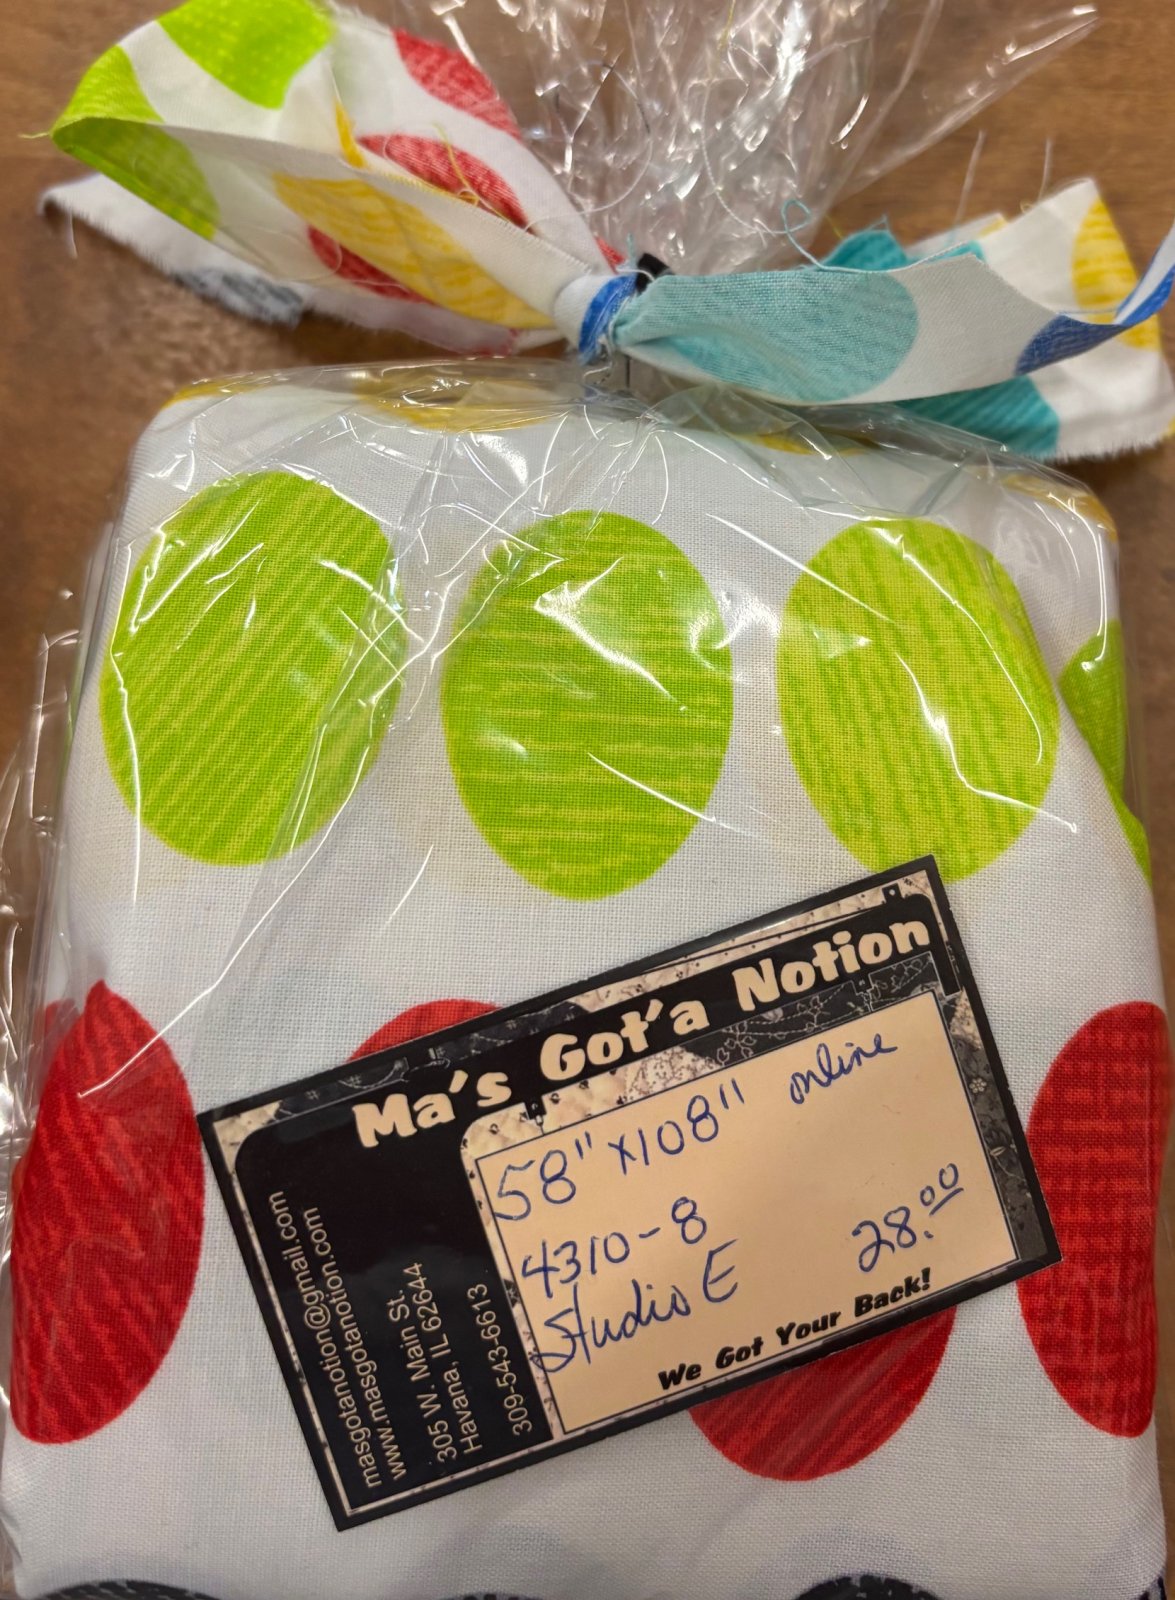 Ma's Got'a Notion
58" x 108" online
4310-8
Studio E 28.00
We Got Your Back!
masgotanotion@gmail.com
www.masgotanotion.com
305 W. Main St.
Havana, IL 62644
309-543-6613